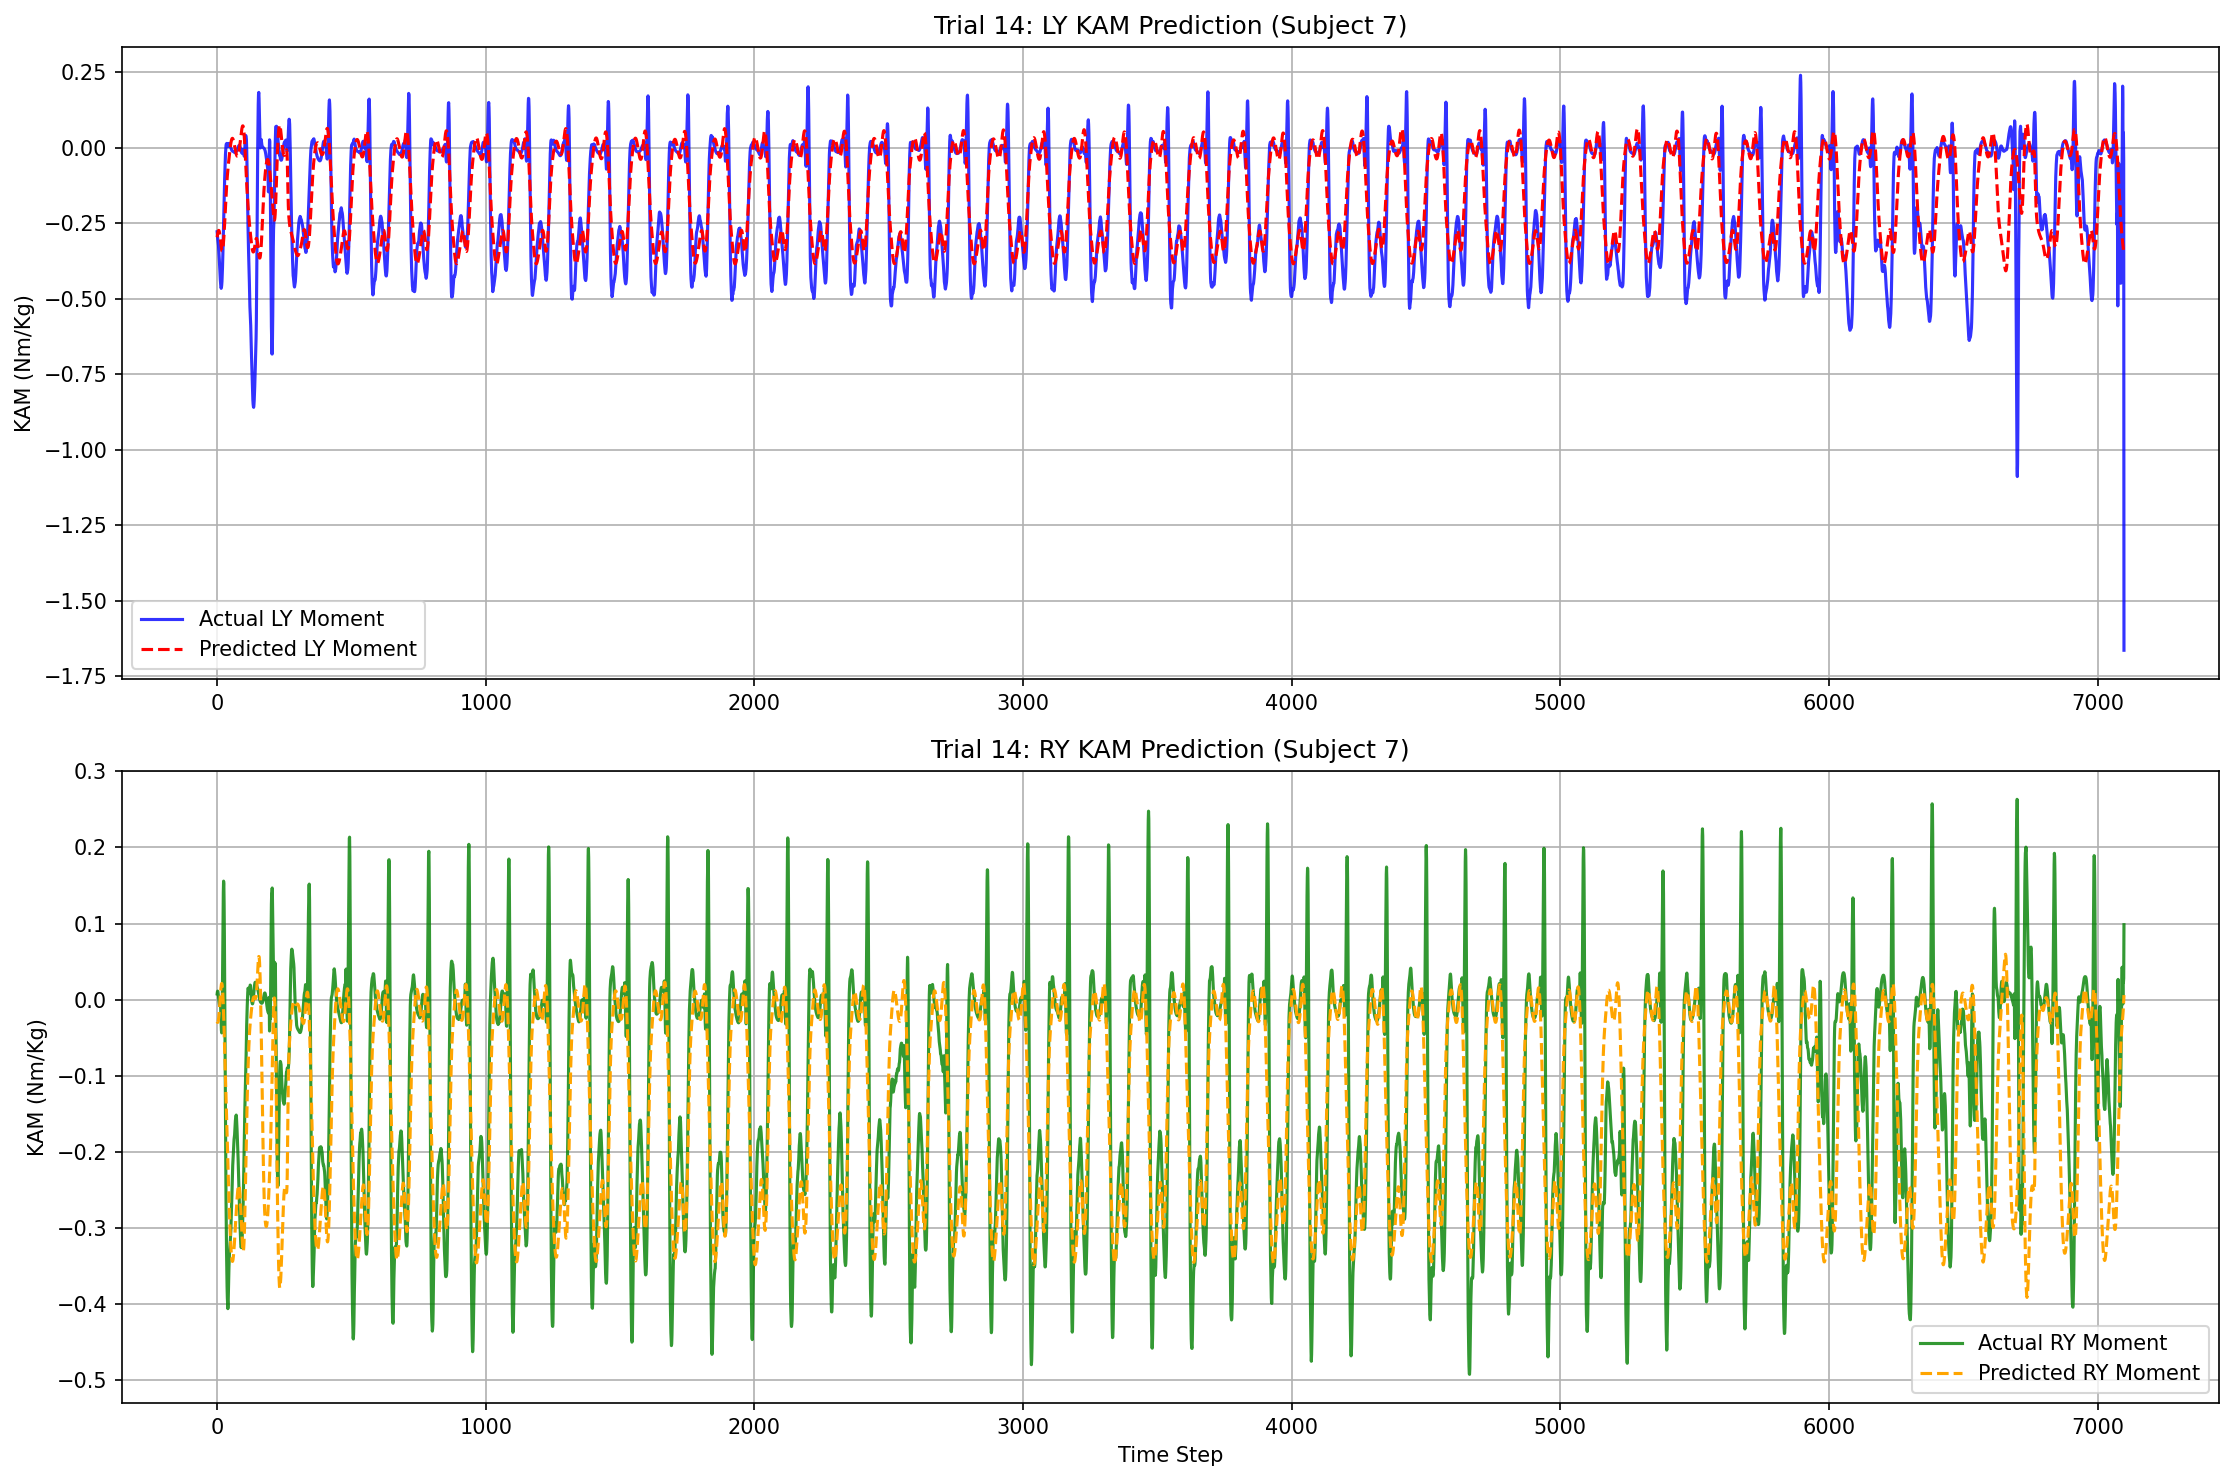 Trial 14: LY KAM Prediction (Subject 7)
0.25
0.00
−0.25
−0.50
−0.75
−1.00
−1.25
−1.50
−1.75
KAM (Nm/Kg)
Actual LY Moment
Predicted LY Moment
0 1000 2000 3000 4000 5000 6000 7000
Trial 14: RY KAM Prediction (Subject 7)
0.3
0.2
0.1
0.0
−0.1
−0.2
−0.3
−0.4
−0.5
KAM (Nm/Kg)
Actual RY Moment
Predicted RY Moment
0 1000 2000 3000 4000 5000 6000 7000
Time Step